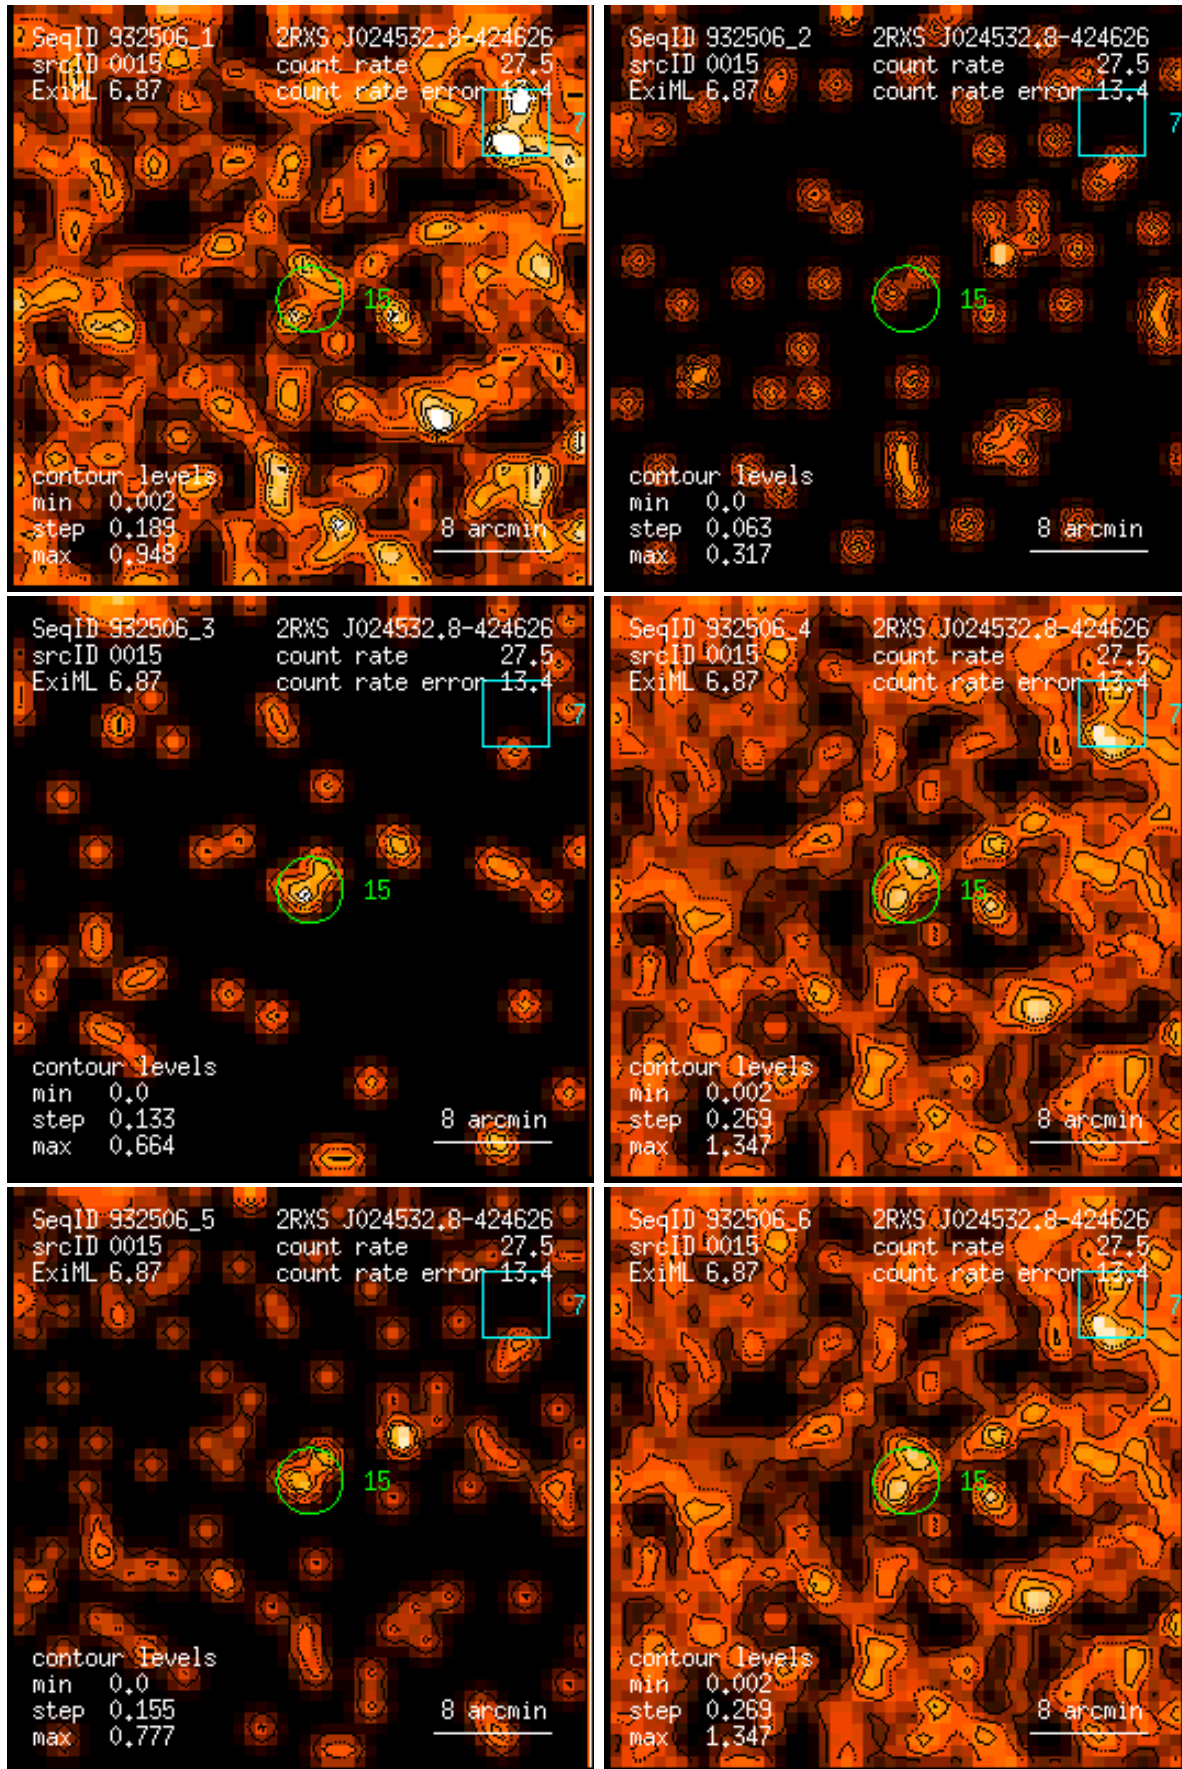 SeqID 932506_1 2RXS J024532.8-424626
srcID 0015 count rate 27.5
ExiML 6.87 count rate error 13.4
7
15
contour levels
min 0.002
step 0.189 8 arcmin
max 0.948
SeqID 932506_2 2RXS J024532.8-424626
srcID 0015 count rate 27.5
ExiML 6.87 count rate error 13.4
7
15
contour levels
min 0.0
step 0.063 8 arcmin
max 0.317
SeqID 932506_3 2RXS J024532.8-424626
srcID 0015 count rate 27.5
ExiML 6.87 count rate error 13.4
7
15
contour levels
min 0.0
step 0.133 8 arcmin
max 0.664
SeqID 932506_4 2RXS J024532.8-424626
srcID 0015 count rate 27.5
ExiML 6.87 count rate error 13.4
7
15
contour levels
min 0.002
step 0.269 8 arcmin
max 1.347
SeqID 932506_5 2RXS J024532.8-424626
srcID 0015 count rate 27.5
ExiML 6.87 count rate error 13.4
7
15
contour levels
min 0.0
step 0.155 8 arcmin
max 0.777
SeqID 932506_6 2RXS J024532.8-424626
srcID 0015 count rate 27.5
ExiML 6.87 count rate error 13.4
7
15
contour levels
min 0.002
step 0.269 8 arcmin
max 1.347